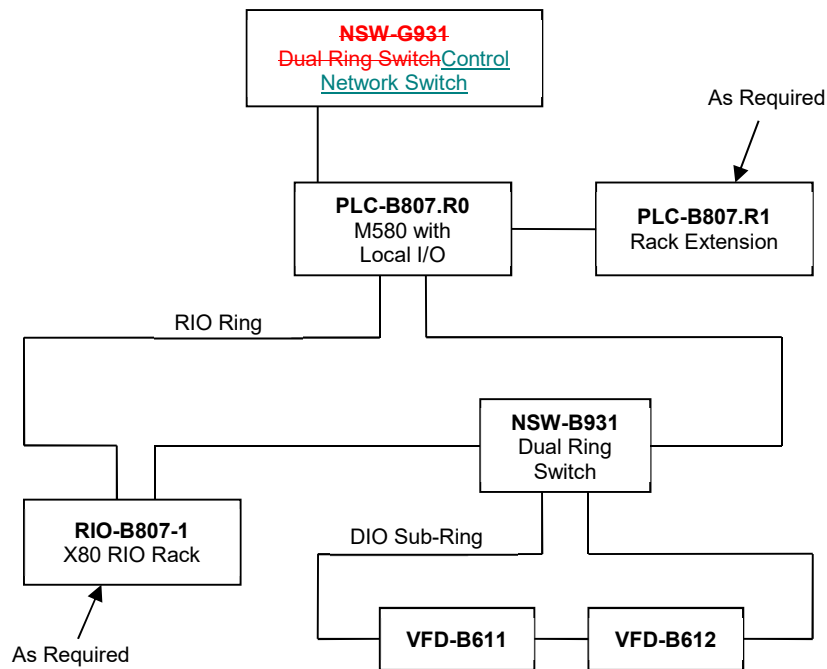 NSW-G931
Dual Ring SwitchControl
Network Switch
As Required
PLC-B807.R0
M580 with
Local I/O
PLC-B807.R1
Rack Extension
RIO Ring
NSW-B931
Dual Ring
Switch
RIO-B807-1
X80 RIO Rack
DIO Sub-Ring
VFD-B611
VFD-B612
As Required